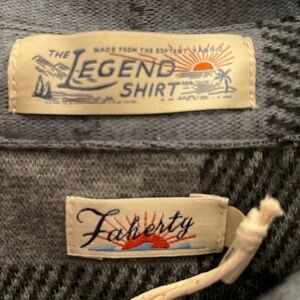 MADE FROM THE SOFTEST FABRIC
THE LEGEND
SHIRT
Faherty